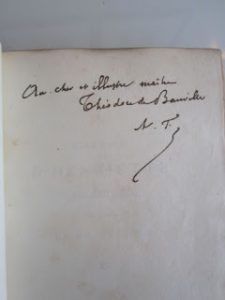 Au cher et illustre maître
Théodore de Banville
A. T.